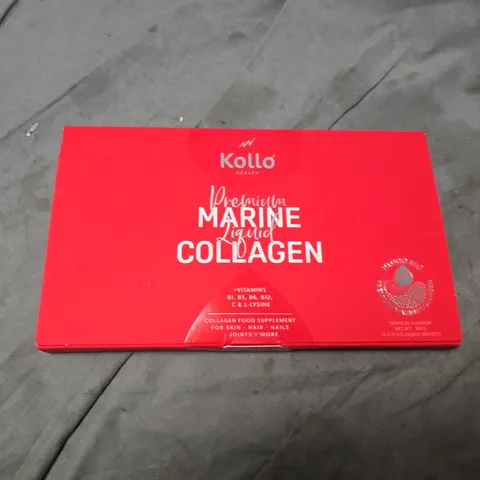 Kollo
HEALTH
Premium
MARINE
Liquid
COLLAGEN
+VITAMINS
B1, B5, B6, B12,
C & L-LYSINE
COLLAGEN FOOD SUPPLEMENT
FOR SKIN - HAIR - NAILS
JOINTS + MORE
TROPICAL FLAVOUR